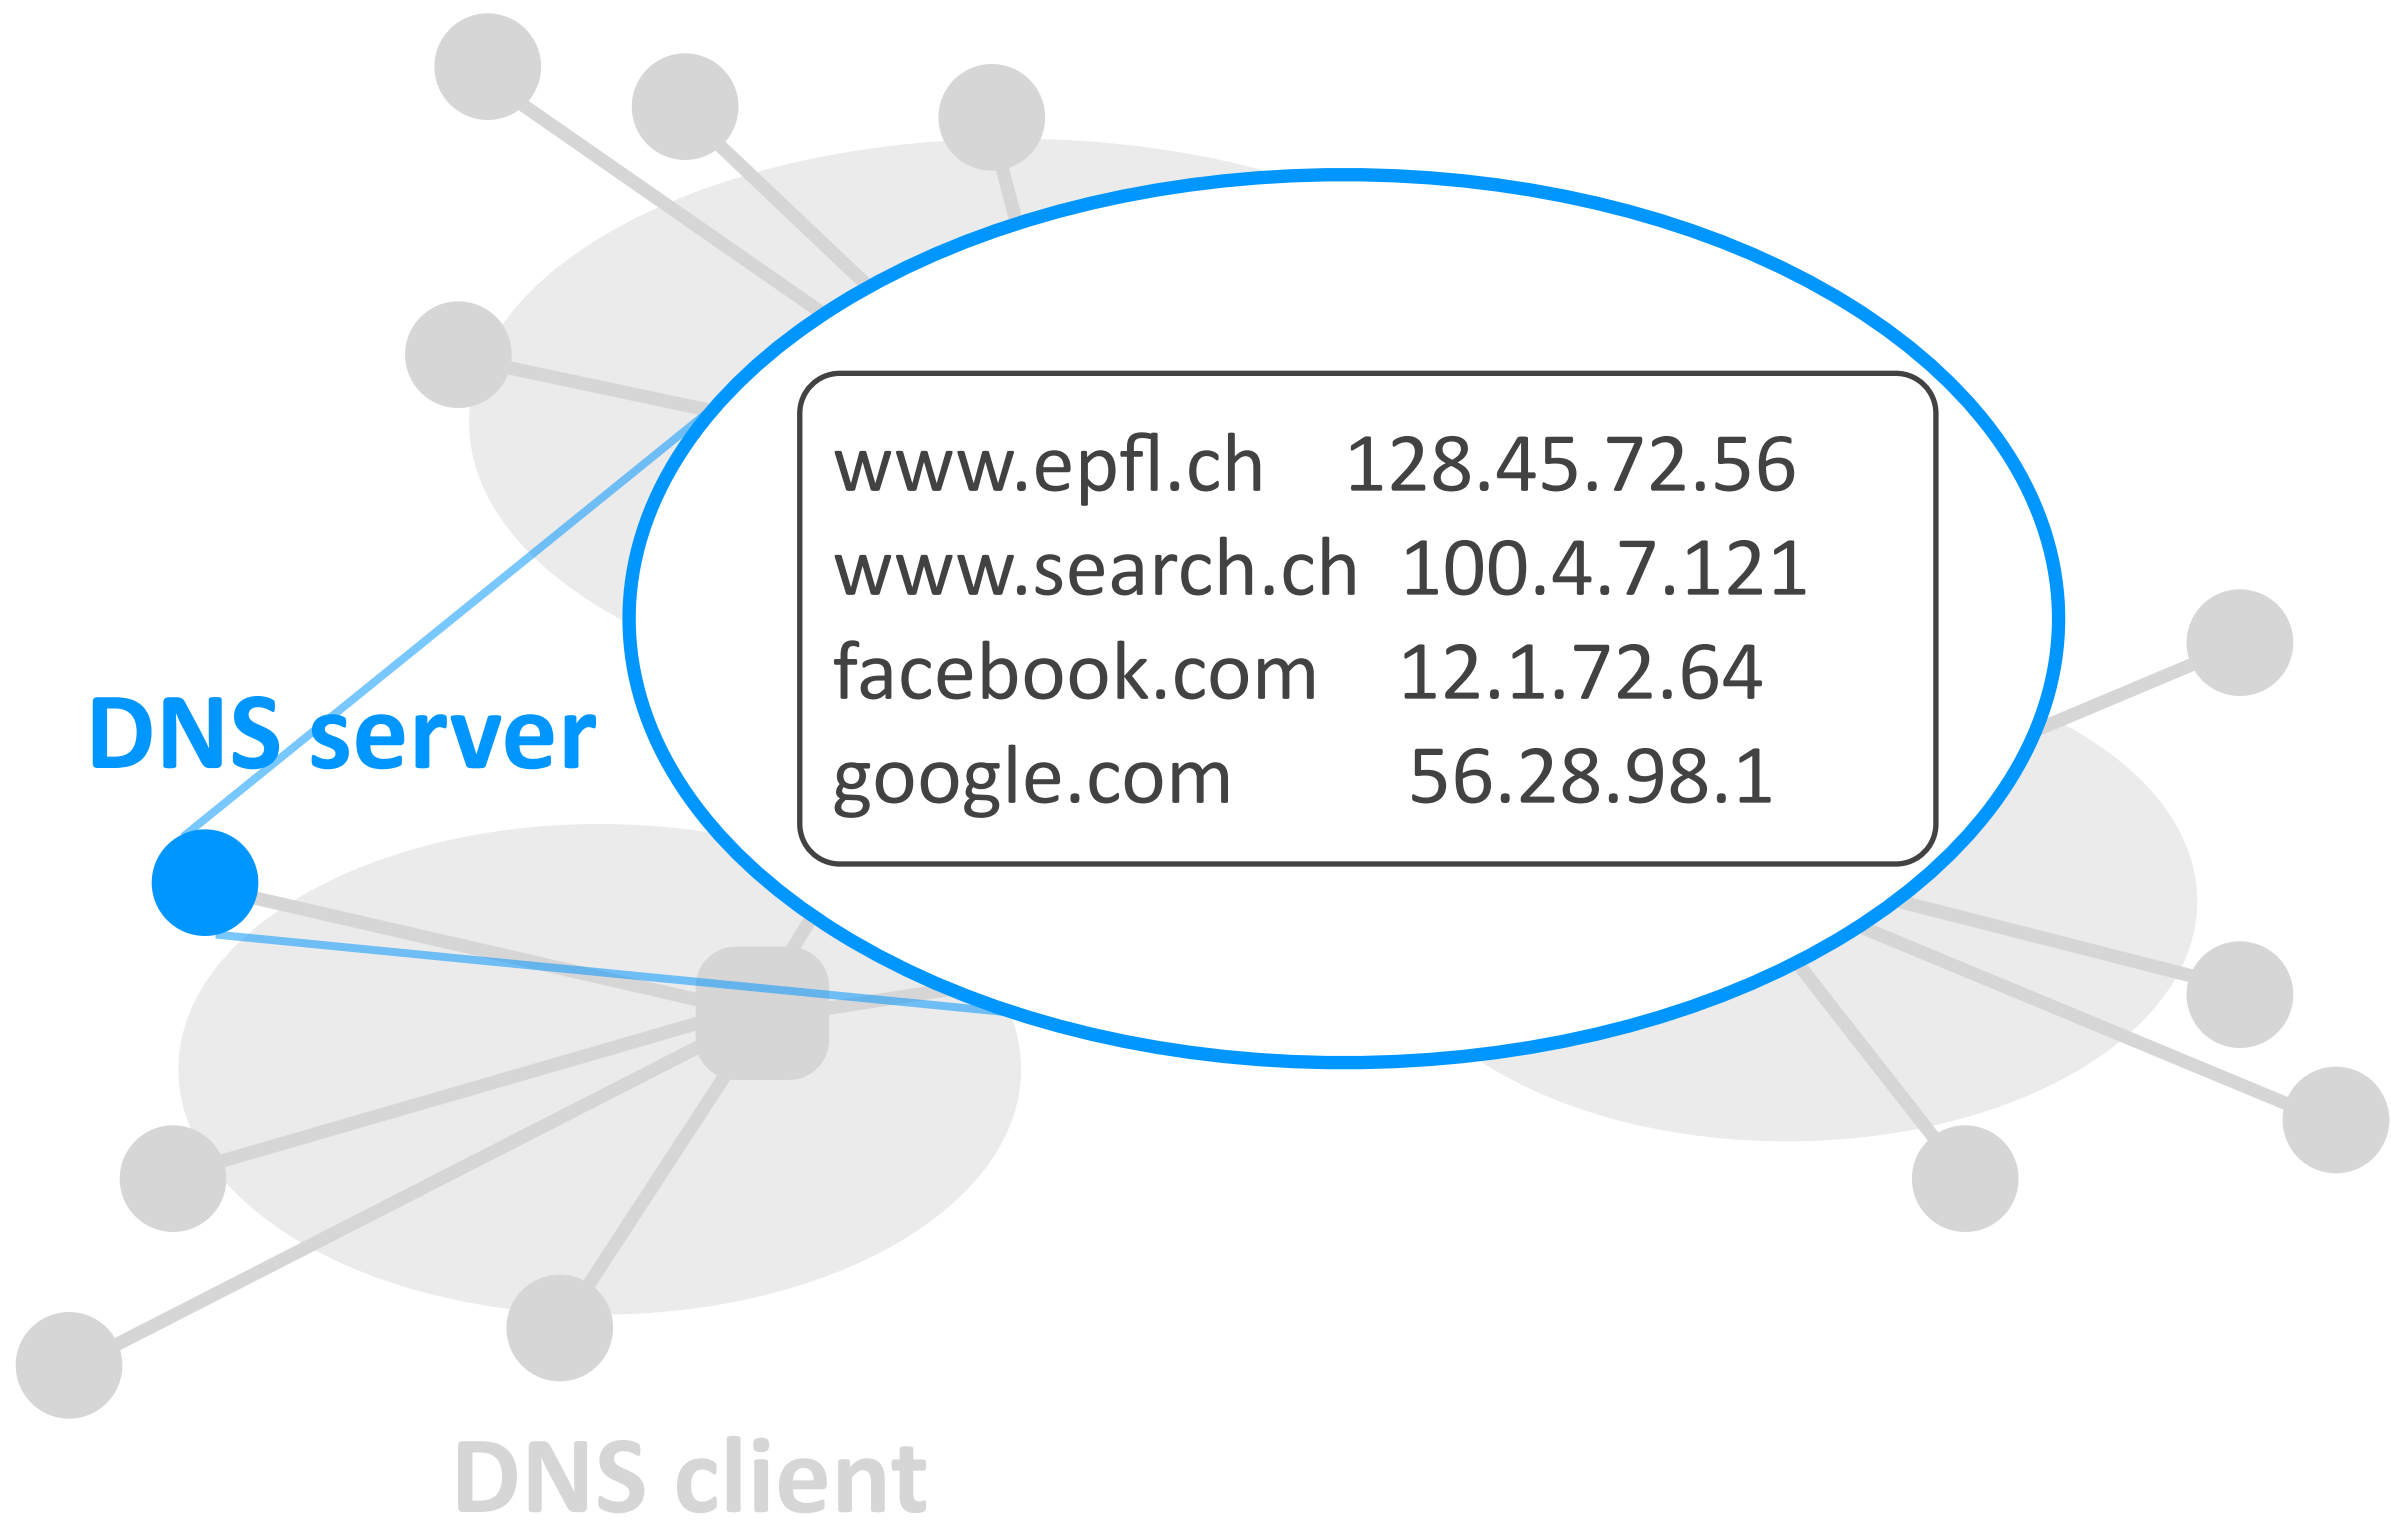 www.epfl.ch 128.45.72.56
www.search.ch 100.4.7.121
facebook.com 12.1.72.64
google.com 56.28.98.1
DNS server
DNS client